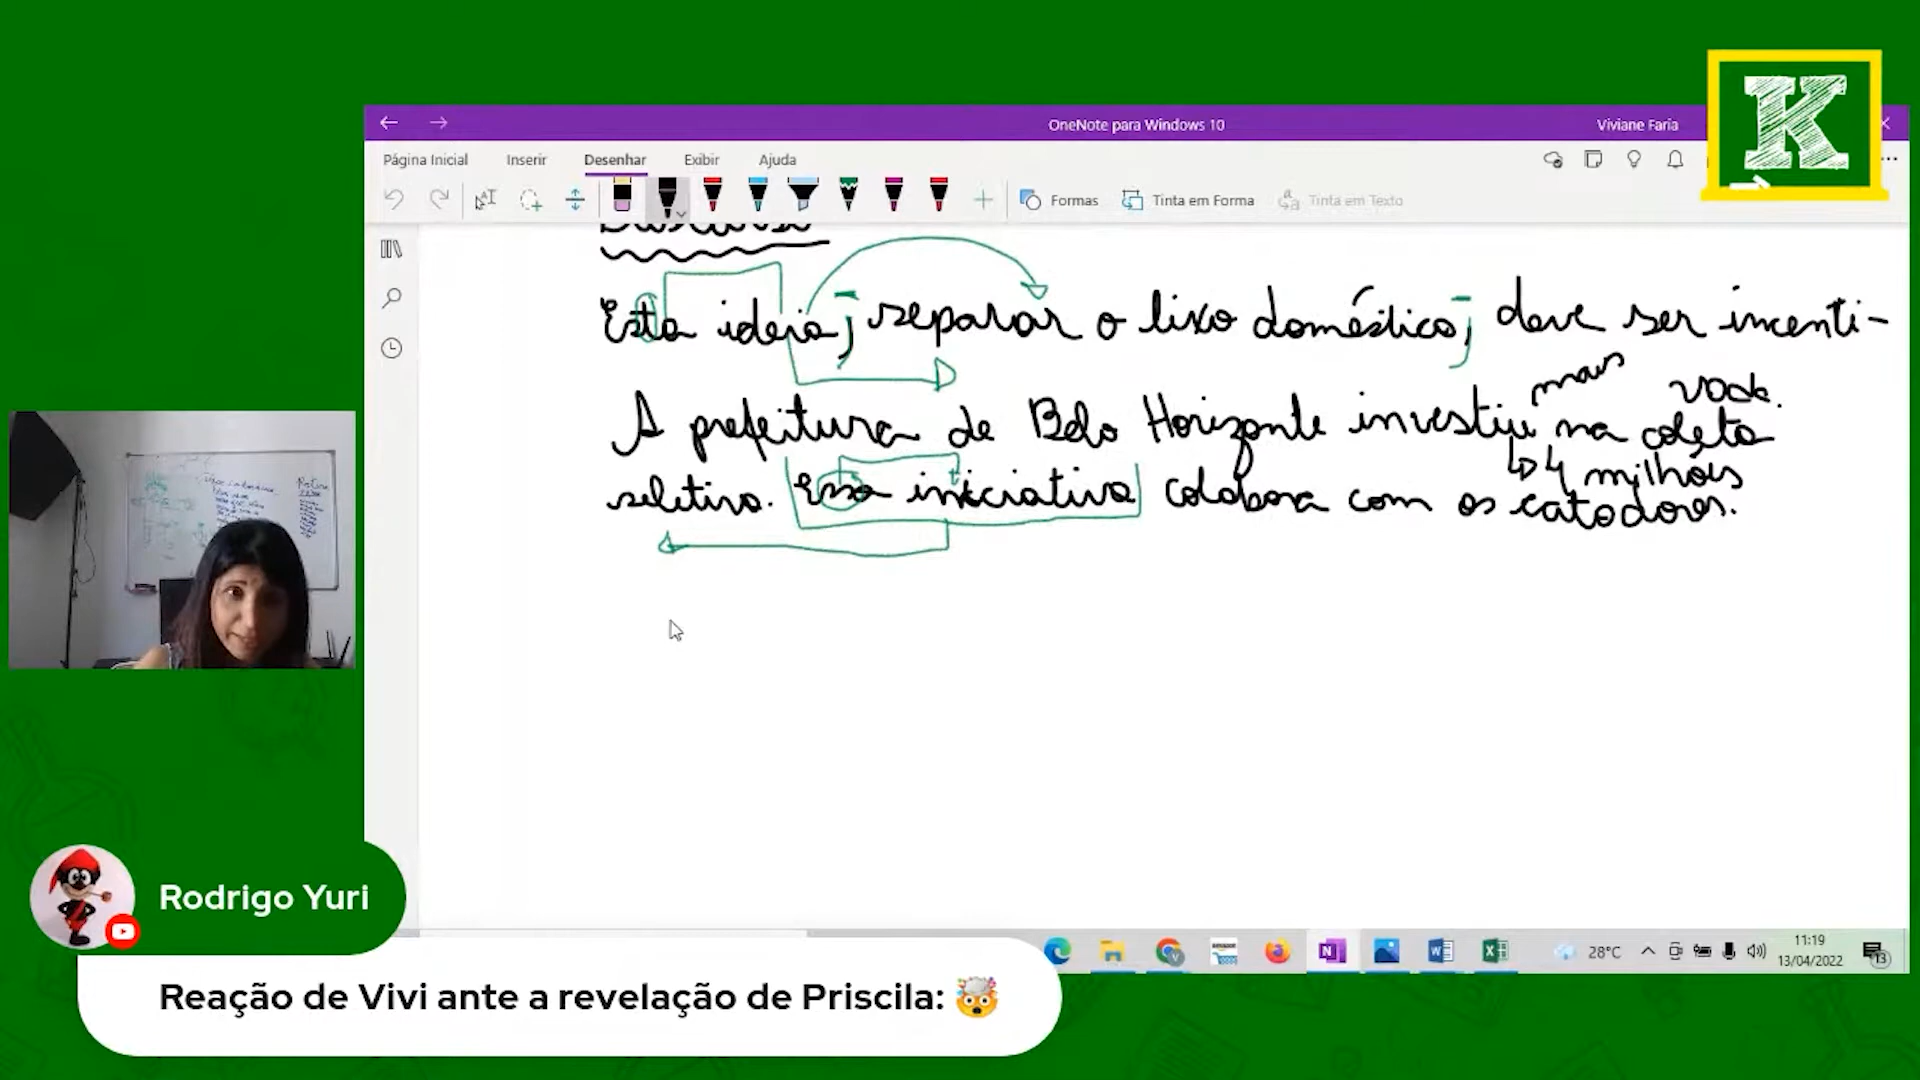 K
OneNote para Windows 10
Viviane Faria
Página Inicial Inserir Desenhar Exibir Ajuda
Formas Tinta em Forma Tinta em Texto
Esta ideia, separar o lixo doméstico, deve ser incenti-
vada.
A prefeitura de Belo Horizonte investiu mais na coleta
↳ 4 milhões
seletiva. Essa iniciativa colabora com os catadores.
Rodrigo Yuri
Reação de Vivi ante a revelação de Priscila: 🤯
28°C
11:19
13/04/2022
13